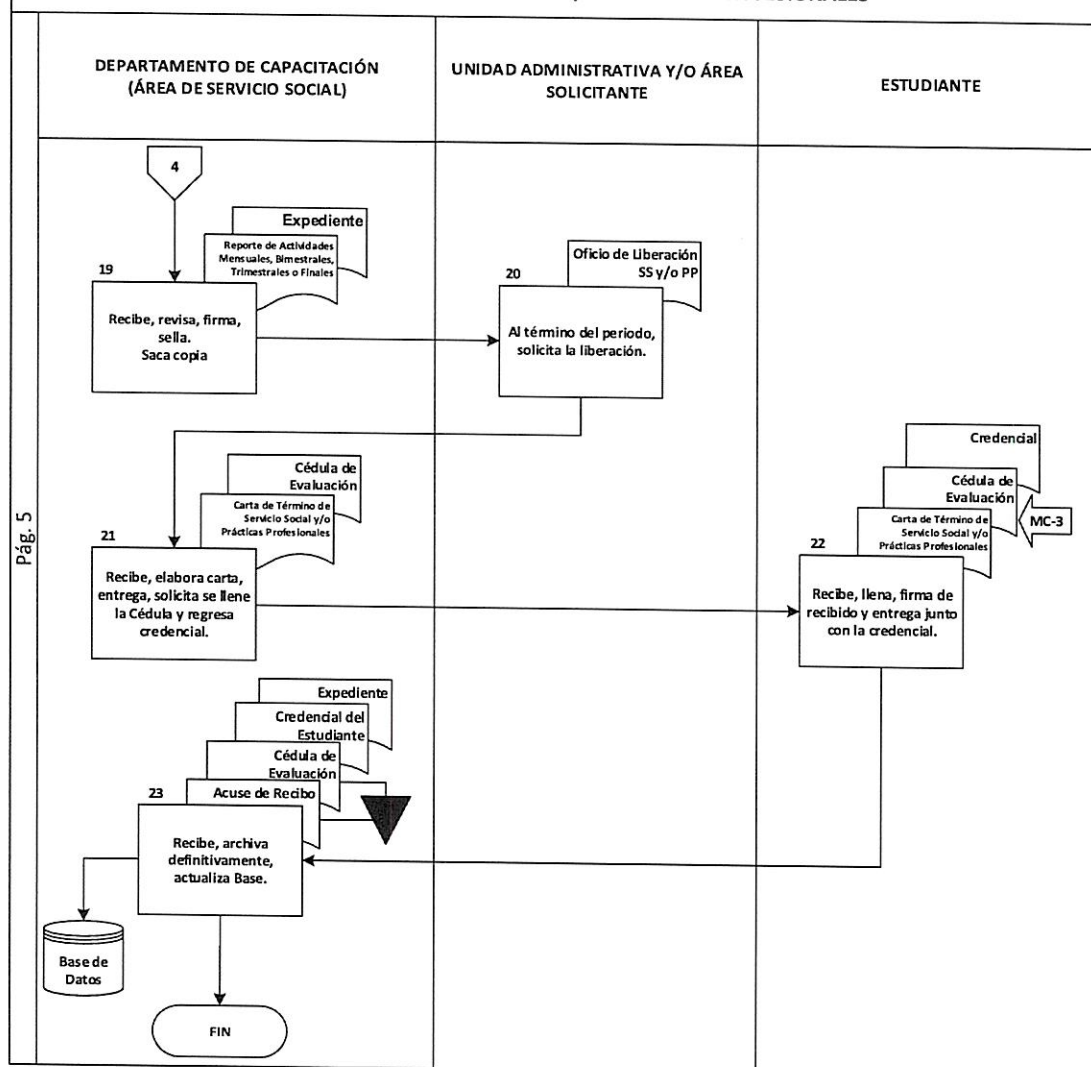 DEPARTAMENTO DE CAPACITACIÓN
(ÁREA DE SERVICIO SOCIAL)
UNIDAD ADMINISTRATIVA Y/O ÁREA
SOLICITANTE
ESTUDIANTE
Pág. 5
4
Expediente
Reporte de Actividades
Mensuales, Bimestrales,
Trimestrales o Finales
19
Recibe, revisa, firma,
sella.
Saca copia
Oficio de Liberación
SS y/o PP
20
Al término del periodo,
solicita la liberación.
Cédula de
Evaluación
Carta de Término de
Servicio Social y/o
Prácticas Profesionales
21
Recibe, elabora carta,
entrega, solicita se llene
la Cédula y regresa
credencial.
Credencial
Cédula de
Evaluación
MC-3
Carta de Término de
Servicio Social y/o
Prácticas Profesionales
22
Recibe, llena, firma de
recibido y entrega junto
con la credencial.
Expediente
Credencial del
Estudiante
Cédula de
Evaluación
Acuse de Recibo
23
Recibe, archiva
definitivamente,
actualiza Base.
Base de
Datos
FIN